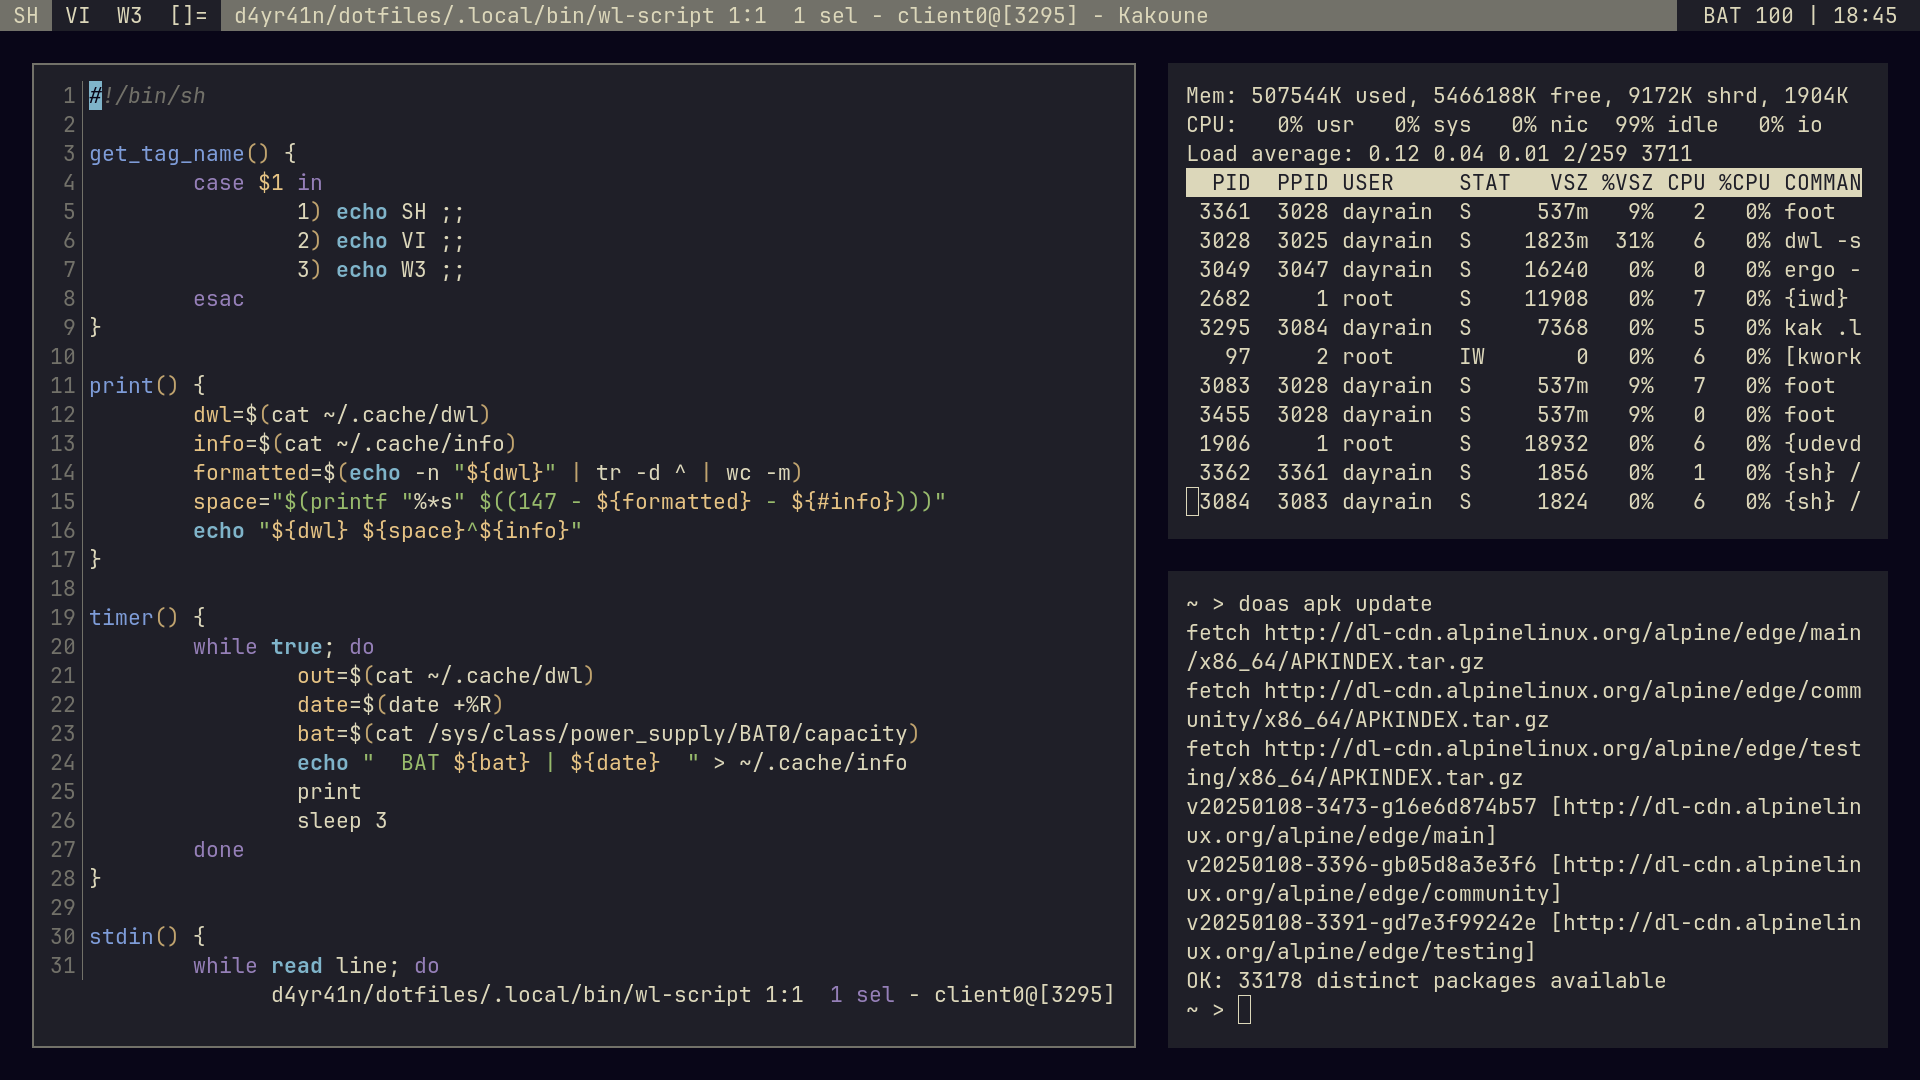 SH  VI  W3  []=  d4yr41n/dotfiles/.local/bin/wl-script 1:1  1 sel - client0@[3295] - Kakoune  BAT 100 | 18:45
1 #!/bin/sh
2
3 get_tag_name() {
4         case $1 in
5                 1) echo SH ;;
6                 2) echo VI ;;
7                 3) echo W3 ;;
8         esac
9 }
10
11 print() {
12         dwl=$(cat ~/.cache/dwl)
13         info=$(cat ~/.cache/info)
14         formatted=$(echo -n "${dwl}" | tr -d ^ | wc -m)
15         space="$(printf "%*s" $((147 - ${formatted} - ${#info})))"
16         echo "${dwl} ${space}^${info}"
17 }
18
19 timer() {
20         while true; do
21                 out=$(cat ~/.cache/dwl)
22                 date=$(date +%R)
23                 bat=$(cat /sys/class/power_supply/BAT0/capacity)
24                 echo "  BAT ${bat} | ${date}  " > ~/.cache/info
25                 print
26                 sleep 3
27         done
28 }
29
30 stdin() {
31         while read line; do
d4yr41n/dotfiles/.local/bin/wl-script 1:1  1 sel - client0@[3295]
Mem: 507544K used, 5466188K free, 9172K shrd, 1904K
CPU:   0% usr   0% sys   0% nic  99% idle   0% io
Load average: 0.12 0.04 0.01 2/259 3711
  PID  PPID USER     STAT   VSZ %VSZ CPU %CPU COMMAN
 3361  3028 dayrain  S     537m   9%   2   0% foot
 3028  3025 dayrain  S    1823m  31%   6   0% dwl -s
 3049  3047 dayrain  S    16240   0%   0   0% ergo -
 2682     1 root     S    11908   0%   7   0% {iwd}
 3295  3084 dayrain  S     7368   0%   5   0% kak .l
   97     2 root     IW       0   0%   6   0% [kwork
 3083  3028 dayrain  S     537m   9%   7   0% foot
 3455  3028 dayrain  S     537m   9%   0   0% foot
 1906     1 root     S    18932   0%   6   0% {udevd
 3362  3361 dayrain  S     1856   0%   1   0% {sh} /
 3084  3083 dayrain  S     1824   0%   6   0% {sh} /
~ > doas apk update
fetch http://dl-cdn.alpinelinux.org/alpine/edge/main
/x86_64/APKINDEX.tar.gz
fetch http://dl-cdn.alpinelinux.org/alpine/edge/comm
unity/x86_64/APKINDEX.tar.gz
fetch http://dl-cdn.alpinelinux.org/alpine/edge/test
ing/x86_64/APKINDEX.tar.gz
v20250108-3473-g16e6d874b57 [http://dl-cdn.alpinelin
ux.org/alpine/edge/main]
v20250108-3396-gb05d8a3e3f6 [http://dl-cdn.alpinelin
ux.org/alpine/edge/community]
v20250108-3391-gd7e3f99242e [http://dl-cdn.alpinelin
ux.org/alpine/edge/testing]
OK: 33178 distinct packages available
~ >